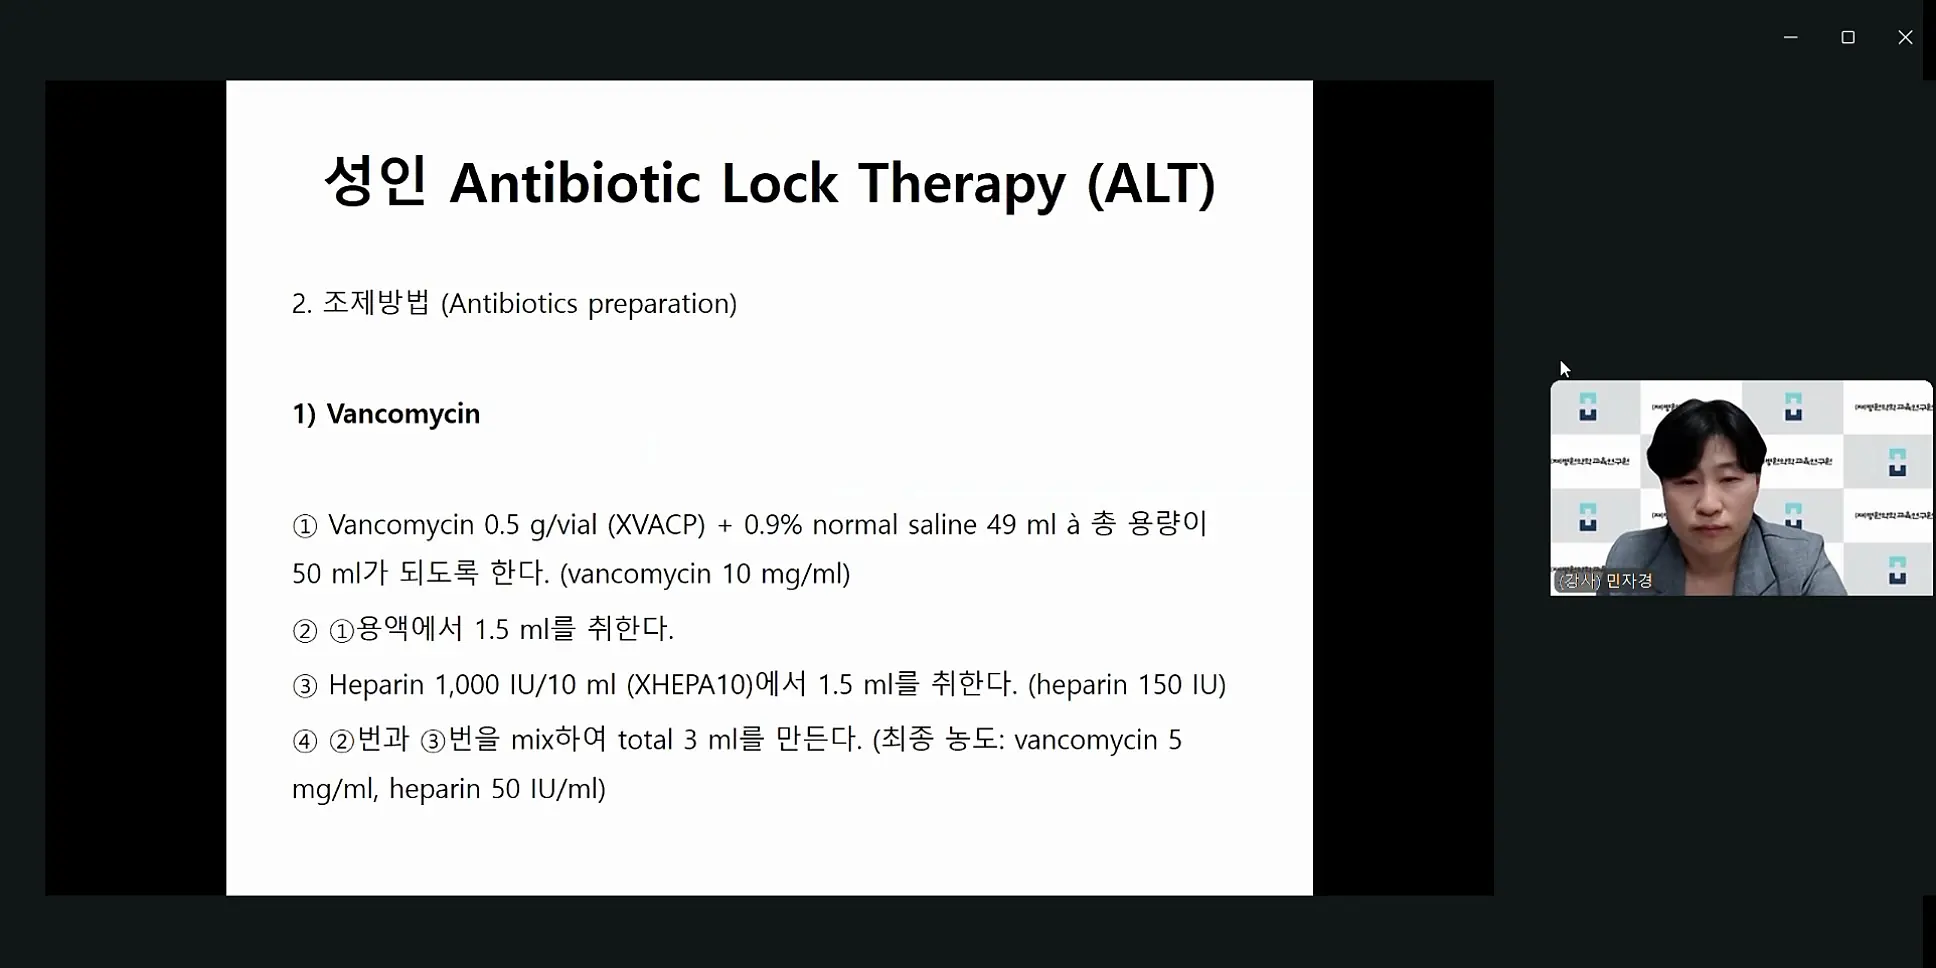 성인 Antibiotic Lock Therapy (ALT)
2. 조제방법 (Antibiotics preparation)
1) Vancomycin
① Vancomycin 0.5 g/vial (XVACP) + 0.9% normal saline 49 ml à 총 용량이
50 ml가 되도록 한다. (vancomycin 10 mg/ml)
② ①용액에서 1.5 ml를 취한다.
③ Heparin 1,000 IU/10 ml (XHEPA10)에서 1.5 ml를 취한다. (heparin 150 IU)
④ ②번과 ③번을 mix하여 total 3 ml를 만든다. (최종 농도: vancomycin 5
mg/ml, heparin 50 IU/ml)
(강사) 민자경